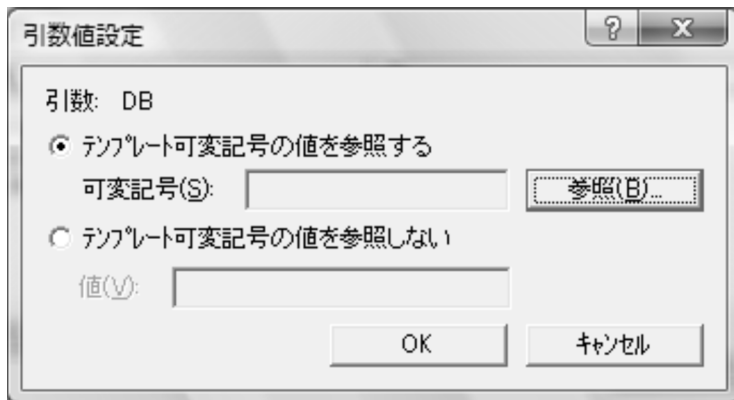 引数値設定
引数: DB
ﾃﾝﾌﾟﾚｰﾄ可変記号の値を参照する
可変記号(S): 参照(B)...
ﾃﾝﾌﾟﾚｰﾄ可変記号の値を参照しない
値(V):
OK ｷｬﾝｾﾙ